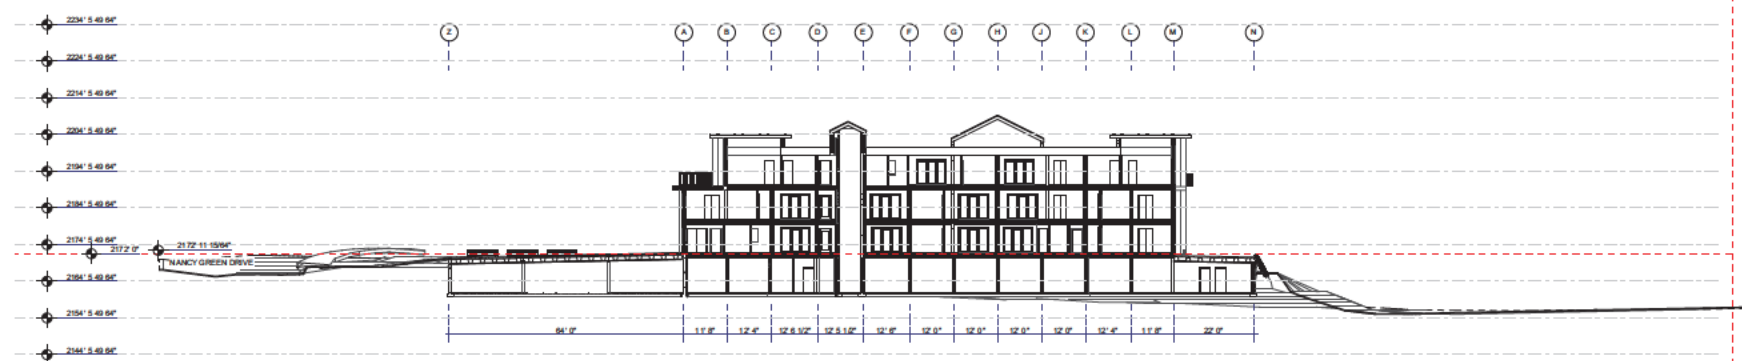 2234' 5 49 64"
Z A B C D E F G H J K L M N
2224' 5 49 64"
2214' 5 49 64"
2204' 5 49 64"
2194' 5 49 64"
2184' 5 49 64"
2174' 5 49 64"
2172' 0" 2172' 11 15/64"
NANCY GREEN DRIVE
2164' 5 49 64"
2154' 5 49 64"
64' 0" 11' 8" 12' 4" 12' 6 1/2" 12' 5 1/2" 12' 6" 12' 0" 12' 0" 12' 0" 12' 0" 12' 4" 11' 8" 22' 0"
2144' 5 49 64"